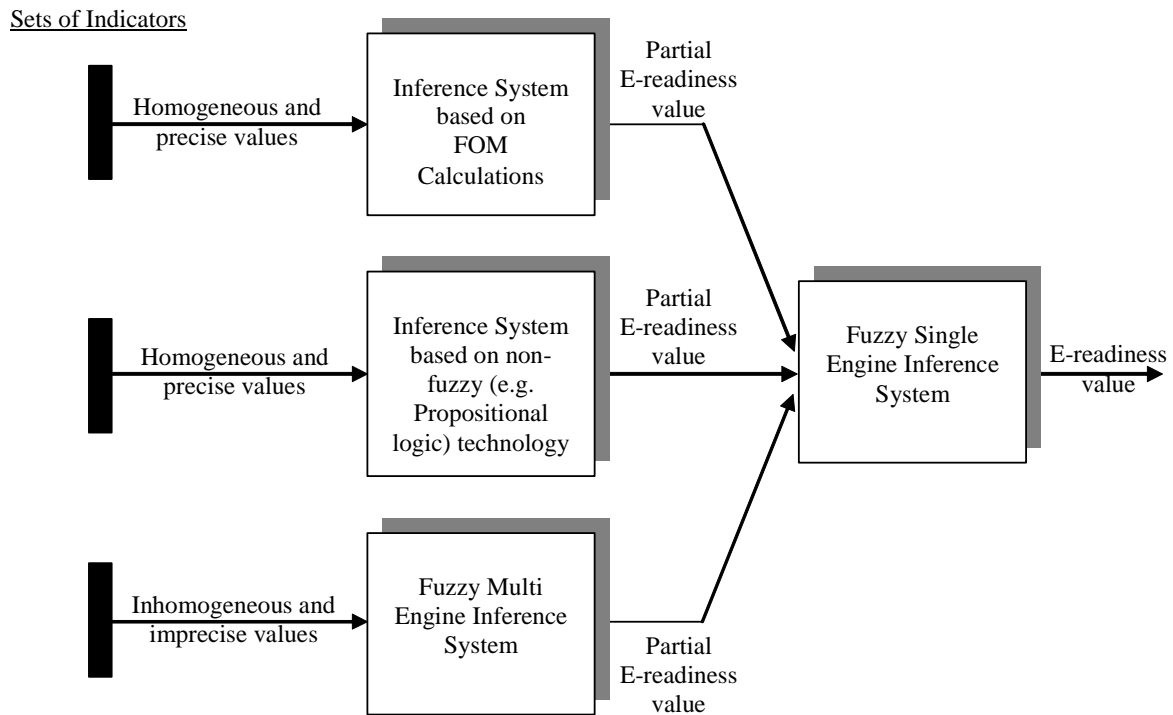 Sets of Indicators
Homogeneous and
precise values
Inference System
based on
FOM
Calculations
Partial
E-readiness
value
Homogeneous and
precise values
Inference System
based on non-
fuzzy (e.g.
Propositional
logic) technology
Partial
E-readiness
value
Fuzzy Single
Engine Inference
System
E-readiness
value
Inhomogeneous and
imprecise values
Fuzzy Multi
Engine Inference
System
Partial
E-readiness
value